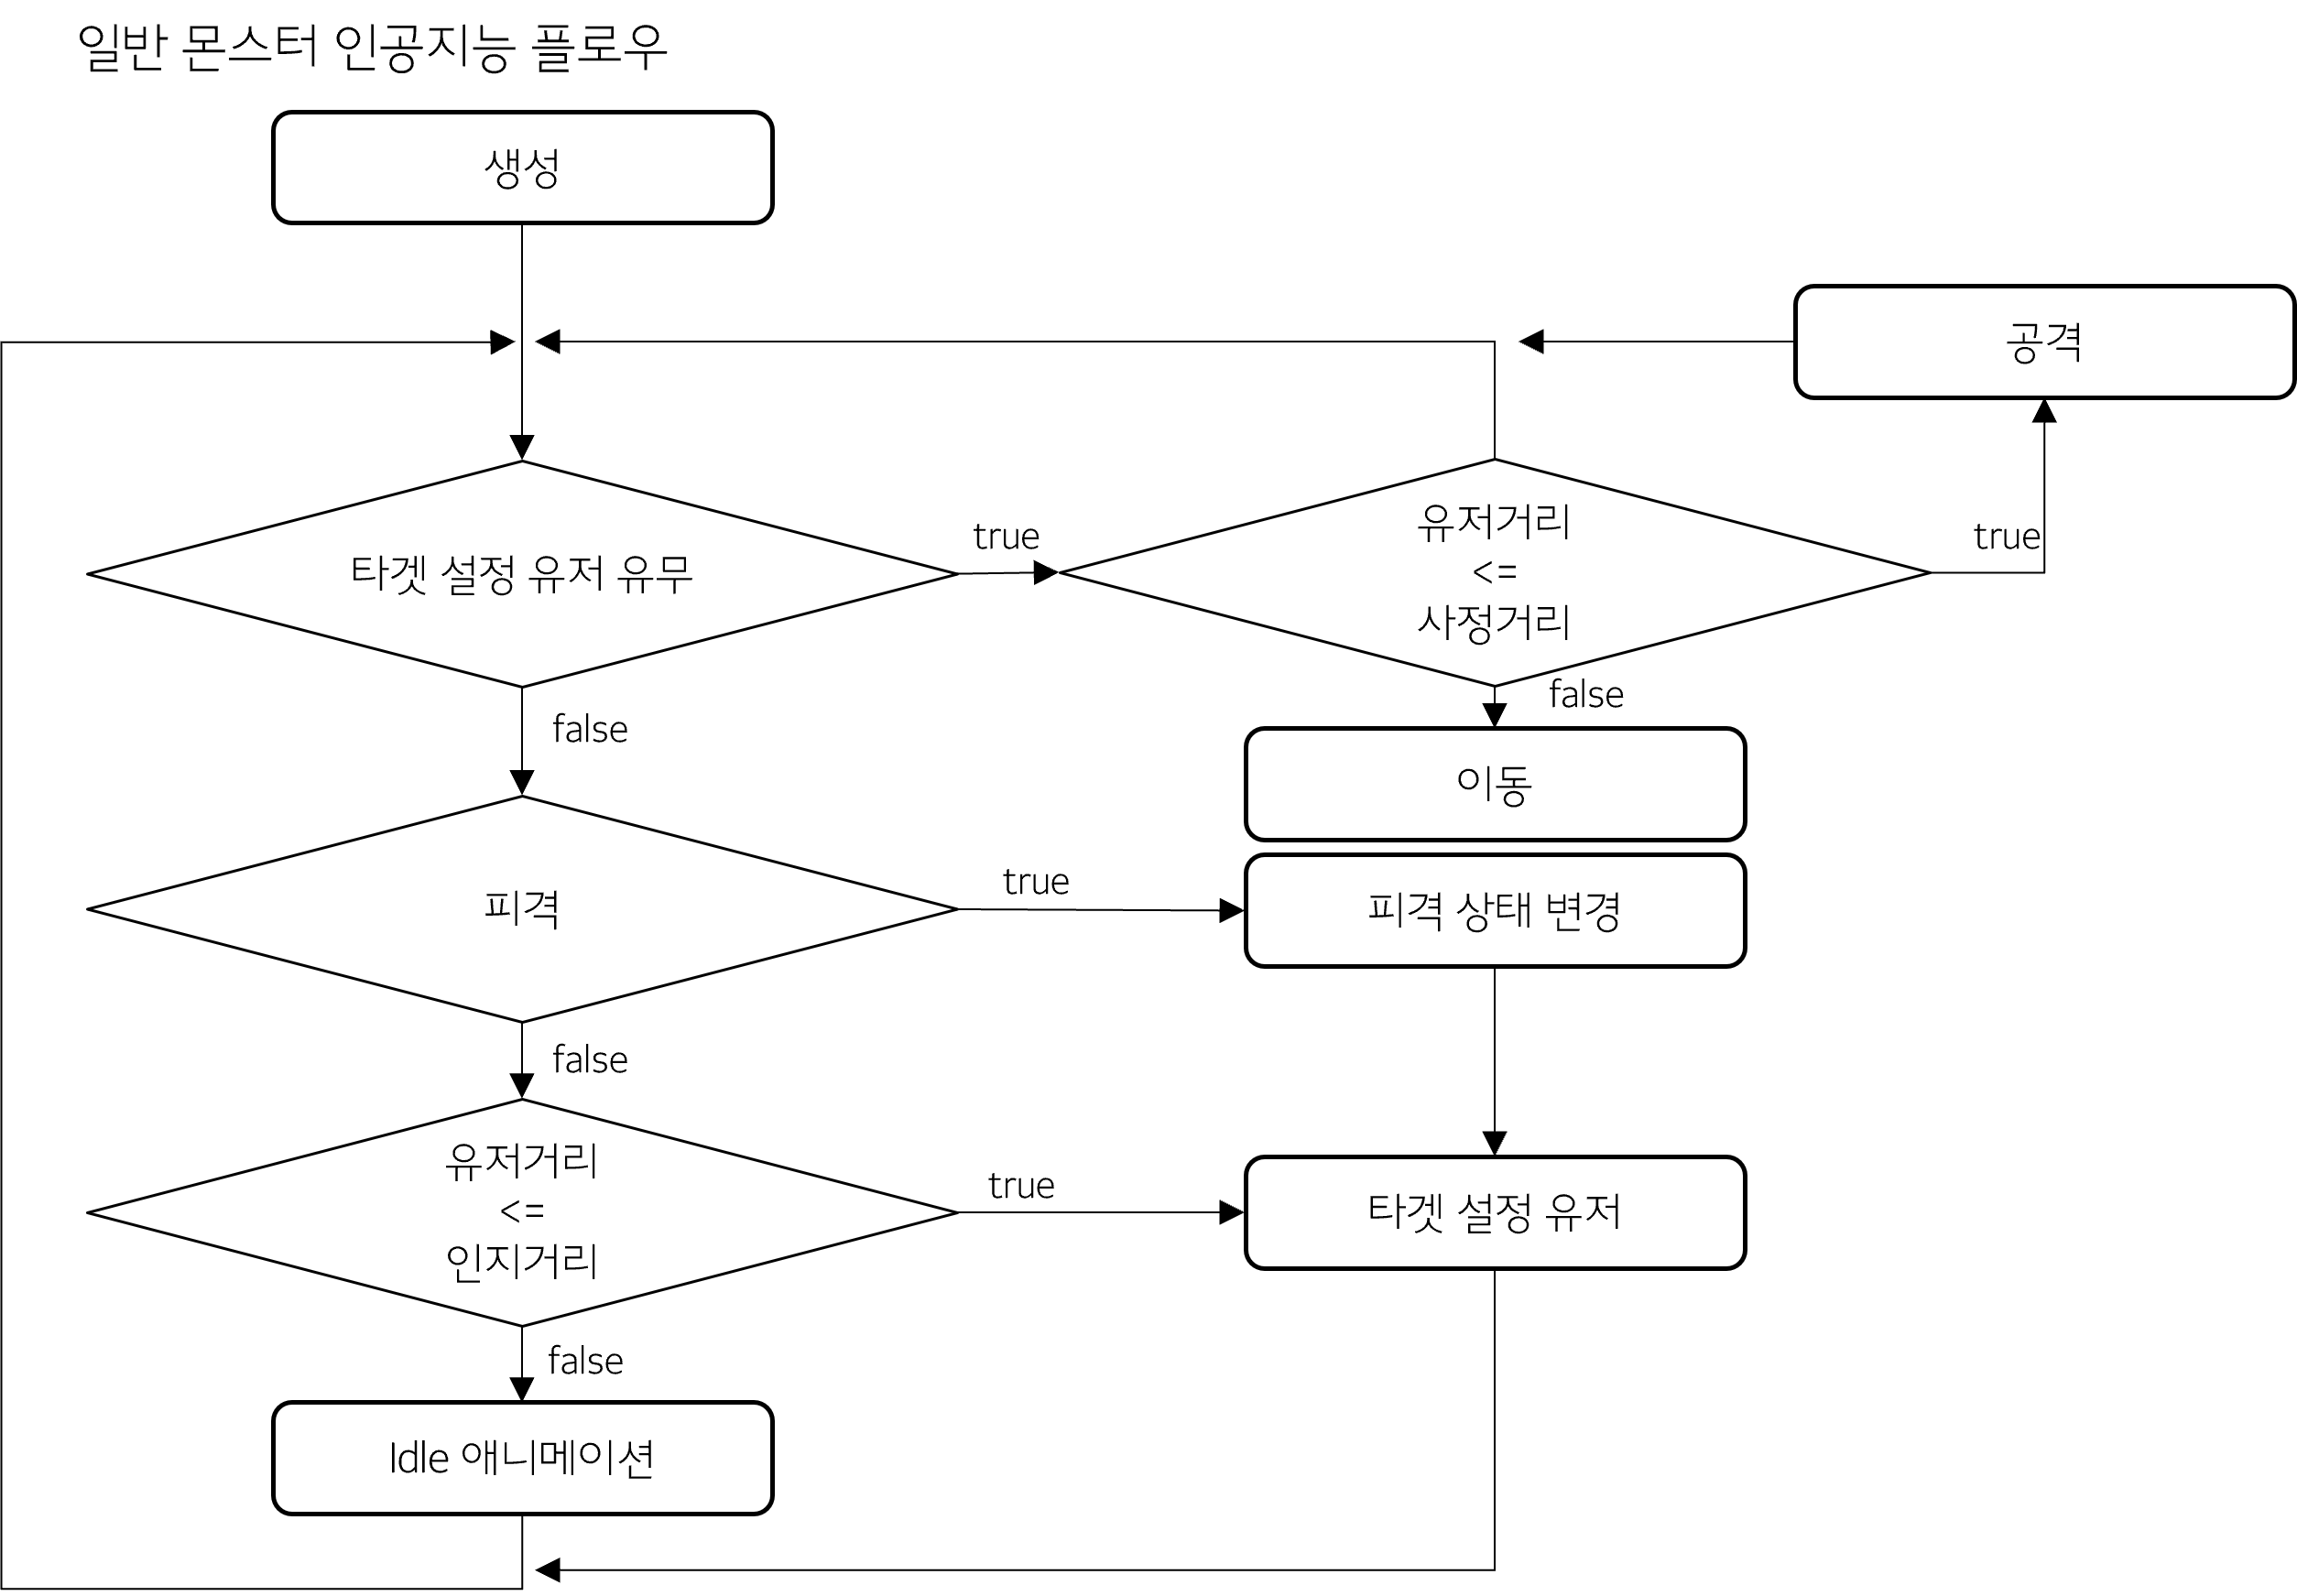 일반 몬스터 인공지능 플로우
생성
공격
타겟 설정 유저 유무
true
유저거리
<=
사정거리
true
false
false
이동
피격
true
피격 상태 변경
false
유저거리
<=
인지거리
true
타겟 설정 유저
false
Idle 애니메이션